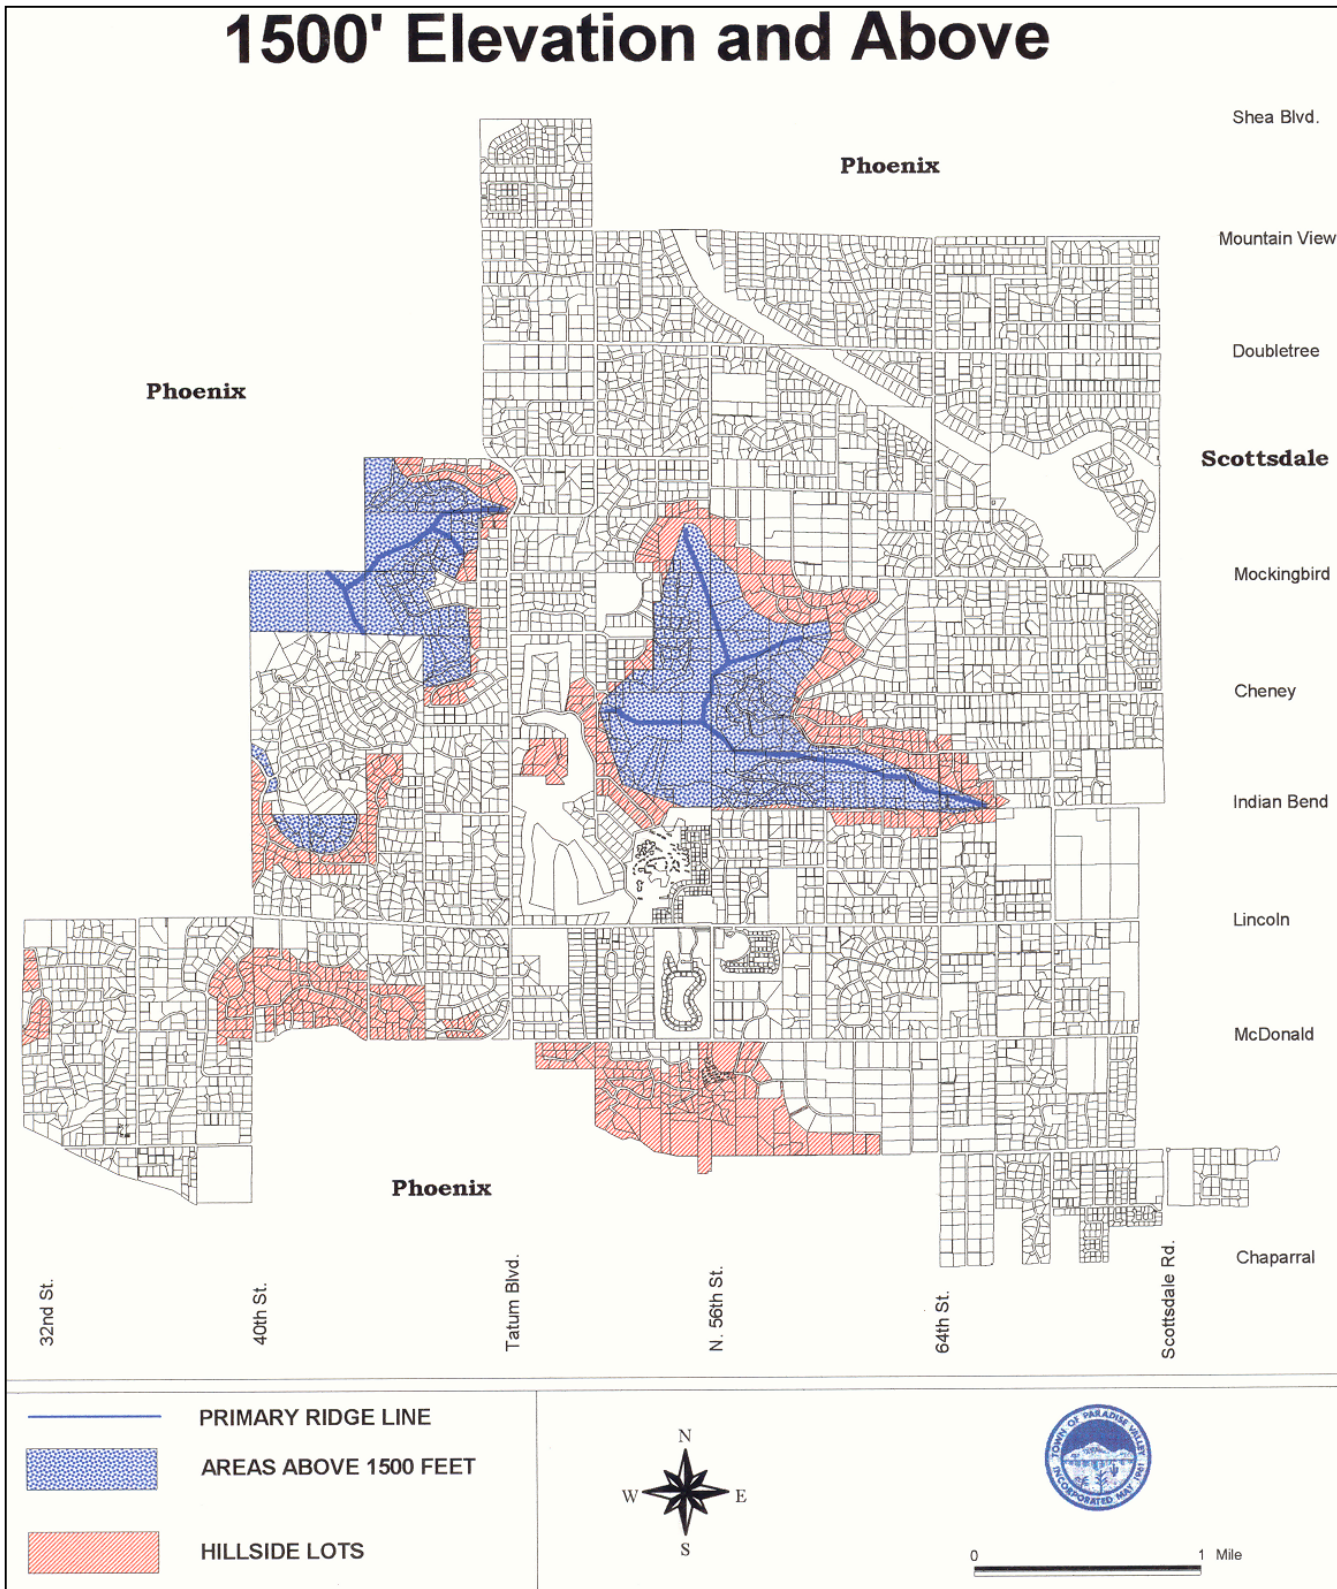 1500' Elevation and Above
Shea Blvd.
Phoenix
Mountain View
Doubletree
Phoenix
Scottsdale
Mockingbird
Cheney
Indian Bend
Lincoln
McDonald
Phoenix
Chaparral
32nd St.
40th St.
Tatum Blvd.
N. 56th St.
64th St.
Scottsdale Rd.
PRIMARY RIDGE LINE
AREAS ABOVE 1500 FEET
HILLSIDE LOTS
N
W E
S
TOWN OF PARADISE VALLEY
INCORPORATED MAY 1961
0 1 Mile